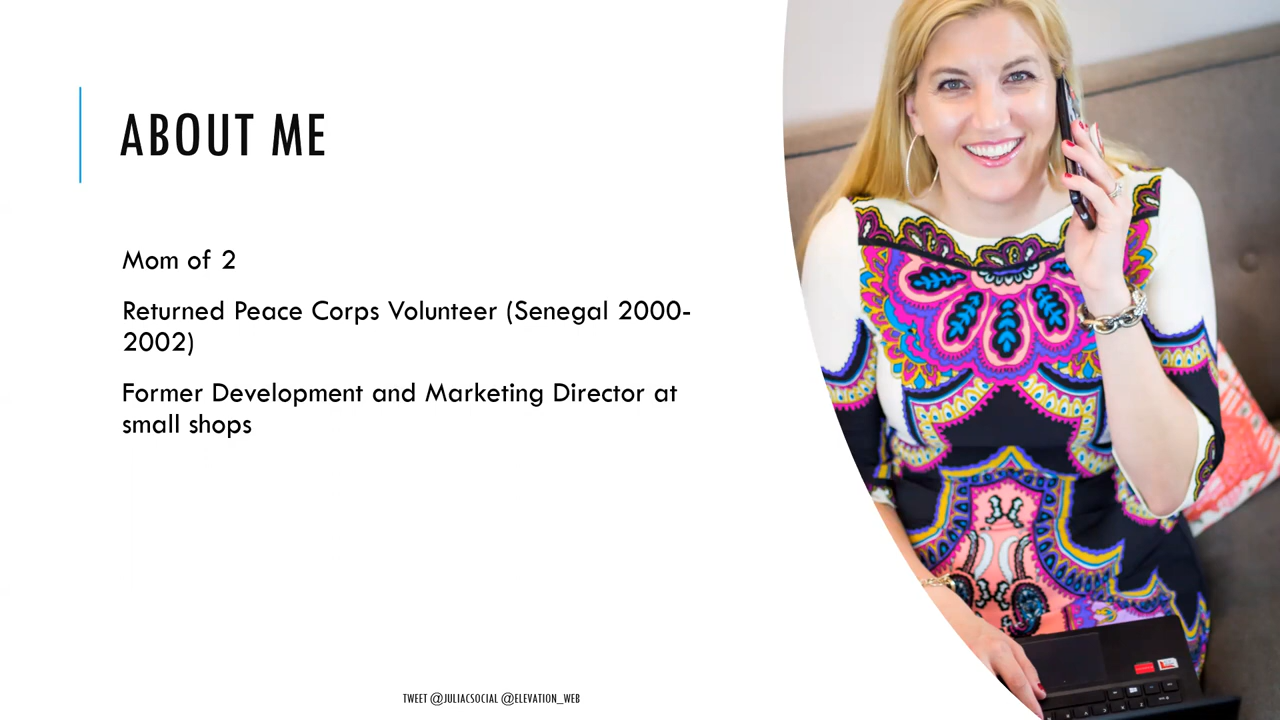 ABOUT ME
Mom of 2
Returned Peace Corps Volunteer (Senegal 2000-
2002)
Former Development and Marketing Director at
small shops
TWEET @JULIACSOCIAL @ELEVATION_WEB